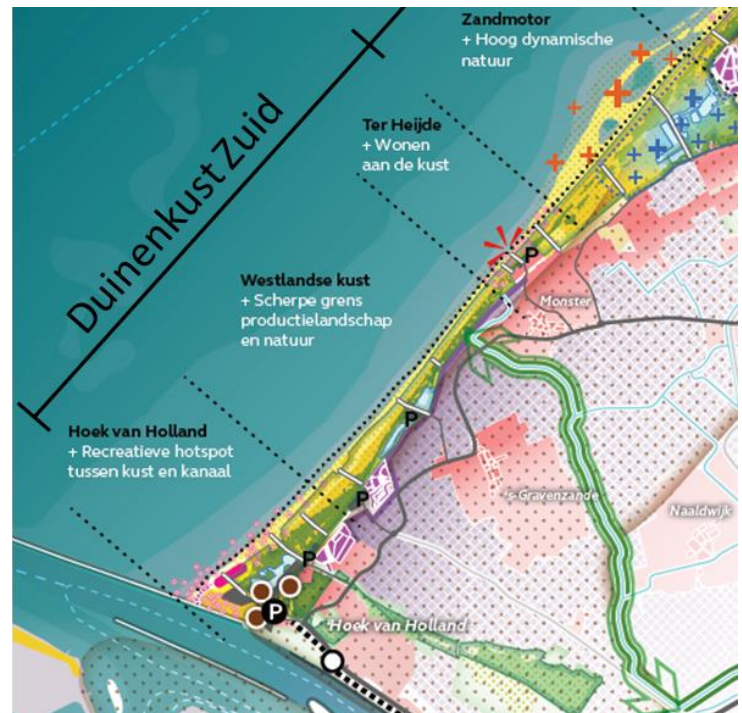 Zandmotor
+ Hoog dynamische
natuur
Ter Heijde
+ Wonen
aan de kust
Duinenkust Zuid
Westlandse kust
+ Scherpe grens
productielandschap
en natuur
Hoek van Holland
+ Recreatieve hotspot
tussen kust en kanaal
P
Monster
P
's-Gravenzande
P
Naaldwijk
P
P
Hoek van Holland